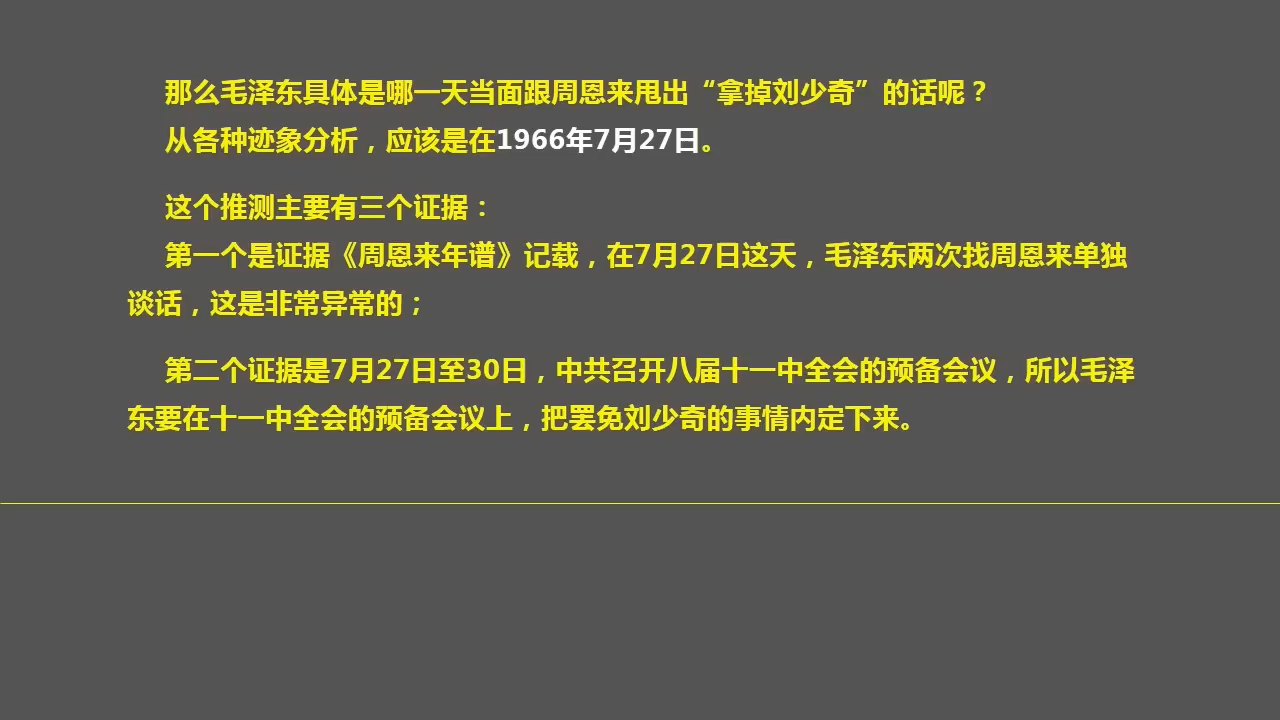 那么毛泽东具体是哪一天当面跟周恩来甩出“拿掉刘少奇”的话呢？
从各种迹象分析，应该是在1966年7月27日。
这个推测主要有三个证据：
第一个是证据《周恩来年谱》记载，在7月27日这天，毛泽东两次找周恩来单独
谈话，这是非常异常的；
第二个证据是7月27日至30日，中共召开八届十一中全会的预备会议，所以毛泽
东要在十一中全会的预备会议上，把罢免刘少奇的事情内定下来。